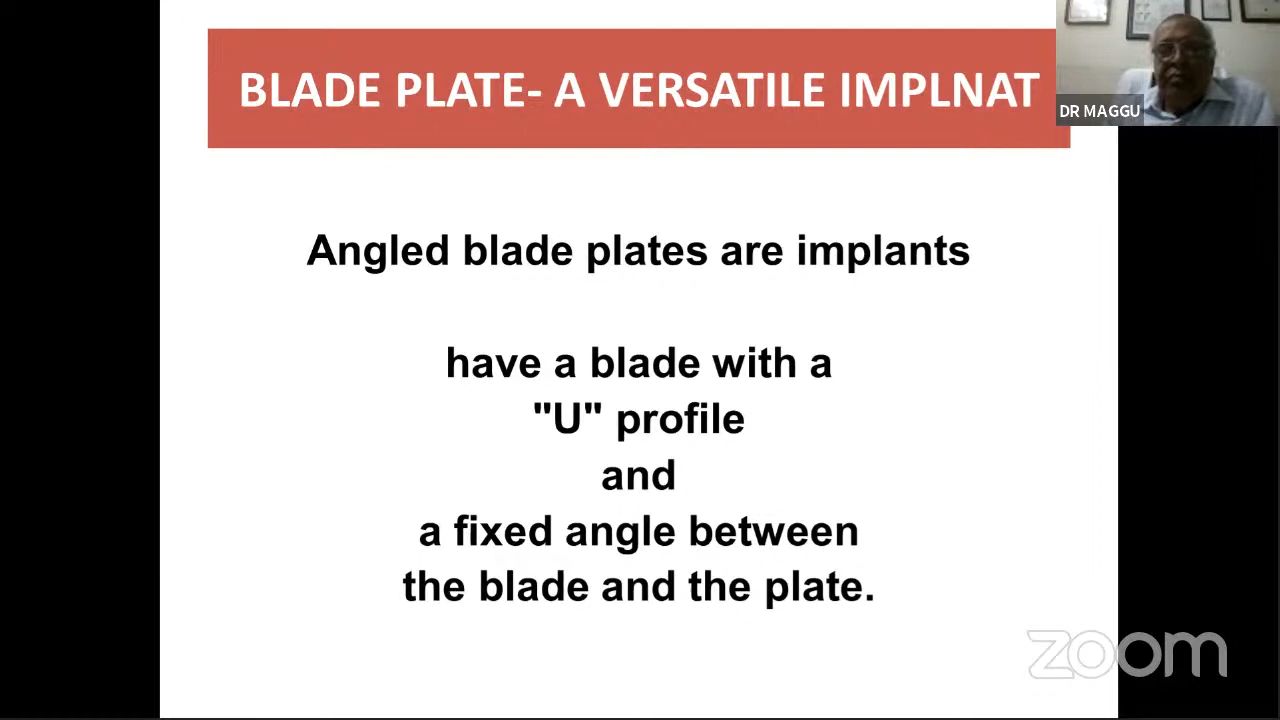 BLADE PLATE- A VERSATILE IMPLNAT
DR MAGGU
Angled blade plates are implants
have a blade with a
"U" profile
and
a fixed angle between
the blade and the plate.
zoom